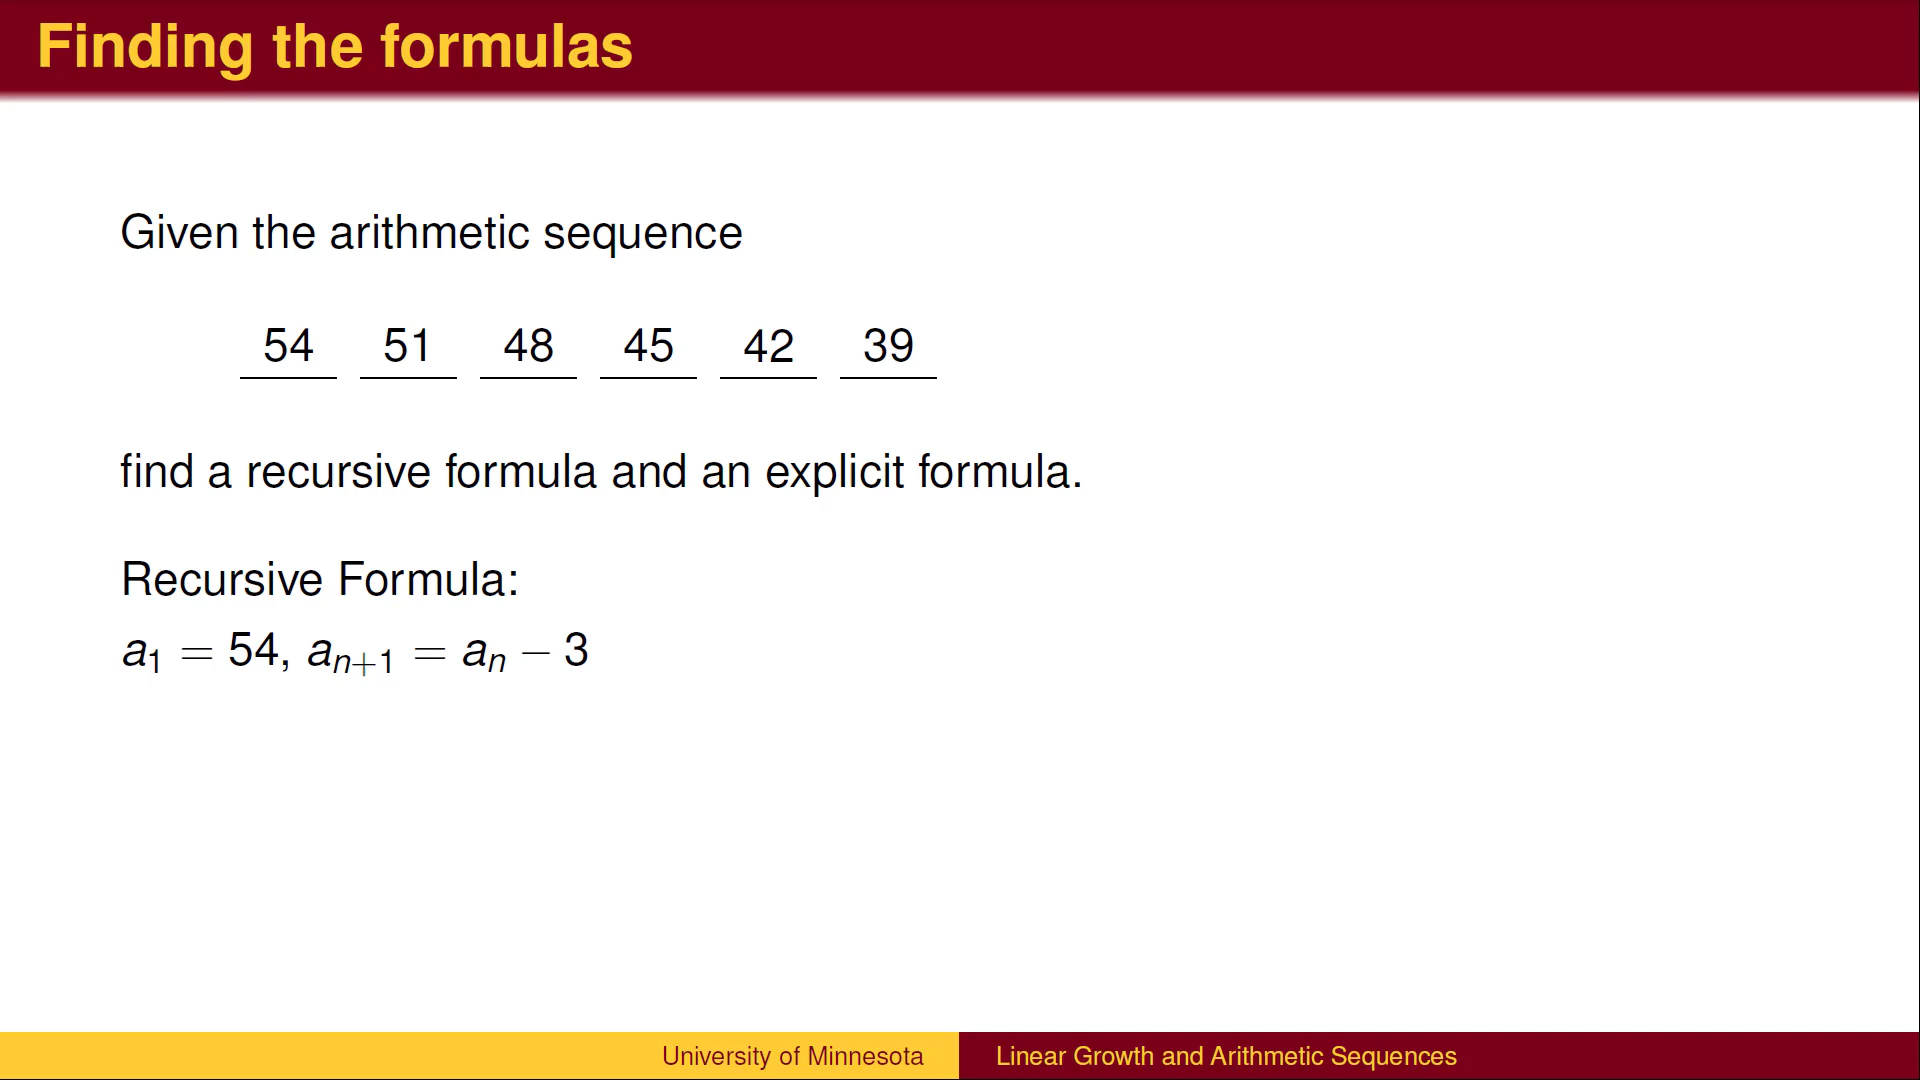 Finding the formulas
Given the arithmetic sequence
54 51 48 45 42 39
find a recursive formula and an explicit formula.
Recursive Formula:
a₁ = 54, aₙ₊₁ = aₙ − 3
University of Minnesota Linear Growth and Arithmetic Sequences